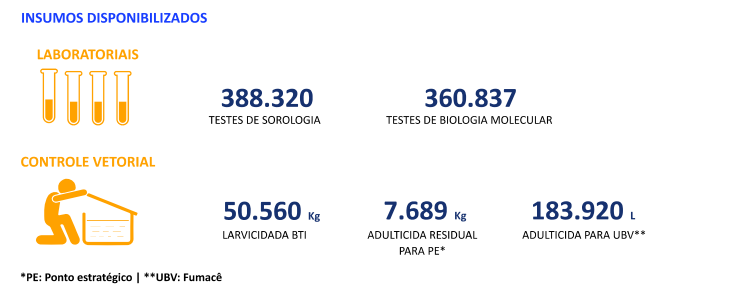 INSUMOS DISPONIBILIZADOS
LABORATORIAIS
388.320
TESTES DE SOROLOGIA
360.837
TESTES DE BIOLOGIA MOLECULAR
CONTROLE VETORIAL
50.560 Kg
LARVICIDADA BTI
7.689 Kg
ADULTICIDA RESIDUAL
PARA PE*
183.920 L
ADULTICIDA PARA UBV**
*PE: Ponto estratégico | **UBV: Fumacê